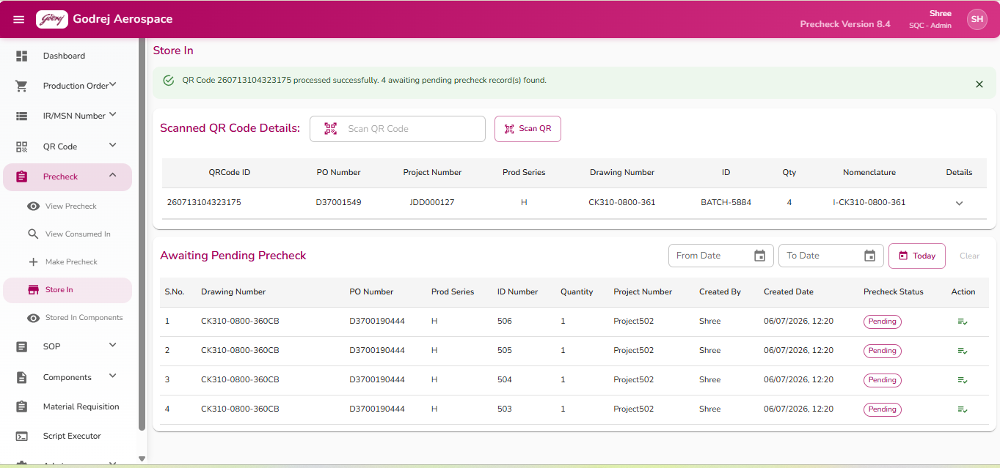 Godrej Godrej Aerospace
Precheck Version 8.4
Shree
SQC - Admin
SH
Dashboard
Production Order
IR/MSN Number
QR Code
Precheck
View Precheck
View Consumed In
Make Precheck
Store In
Stored In Components
SOP
Components
Material Requisition
Script Executor
Store In
QR Code 260713104323175 processed successfully. 4 awaiting pending precheck record(s) found.
Scanned QR Code Details: Scan QR Code Scan QR
QRCode ID PO Number Project Number Prod Series Drawing Number ID Qty Nomenclature Details
260713104323175 D37001549 JDD000127 H CK310-0800-361 BATCH-5884 4 I-CK310-0800-361
Awaiting Pending Precheck From Date To Date Today Clear
S.No. Drawing Number PO Number Prod Series ID Number Quantity Project Number Created By Created Date Precheck Status Action
1 CK310-0800-360CB D3700190444 H 506 1 Project502 Shree 06/07/2026, 12:20 Pending
2 CK310-0800-360CB D3700190444 H 505 1 Project502 Shree 06/07/2026, 12:20 Pending
3 CK310-0800-360CB D3700190444 H 504 1 Project502 Shree 06/07/2026, 12:20 Pending
4 CK310-0800-360CB D3700190444 H 503 1 Project502 Shree 06/07/2026, 12:20 Pending